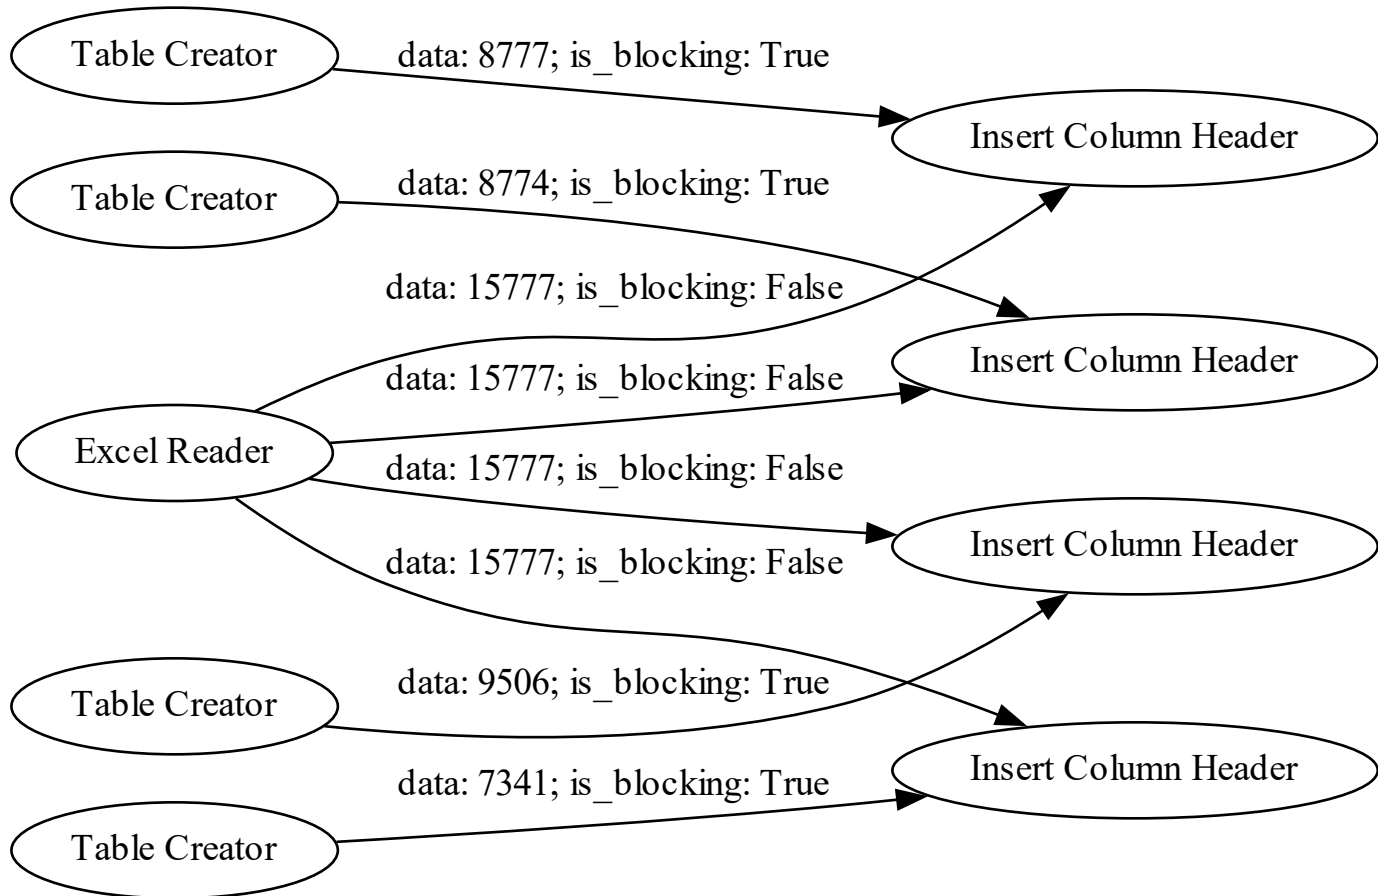 Table Creator
data: 8777; is_blocking: True
Insert Column Header
Table Creator
data: 8774; is_blocking: True
data: 15777; is_blocking: False
Insert Column Header
data: 15777; is_blocking: False
Excel Reader
data: 15777; is_blocking: False
Insert Column Header
data: 15777; is_blocking: False
Table Creator
data: 9506; is_blocking: True
Insert Column Header
data: 7341; is_blocking: True
Table Creator